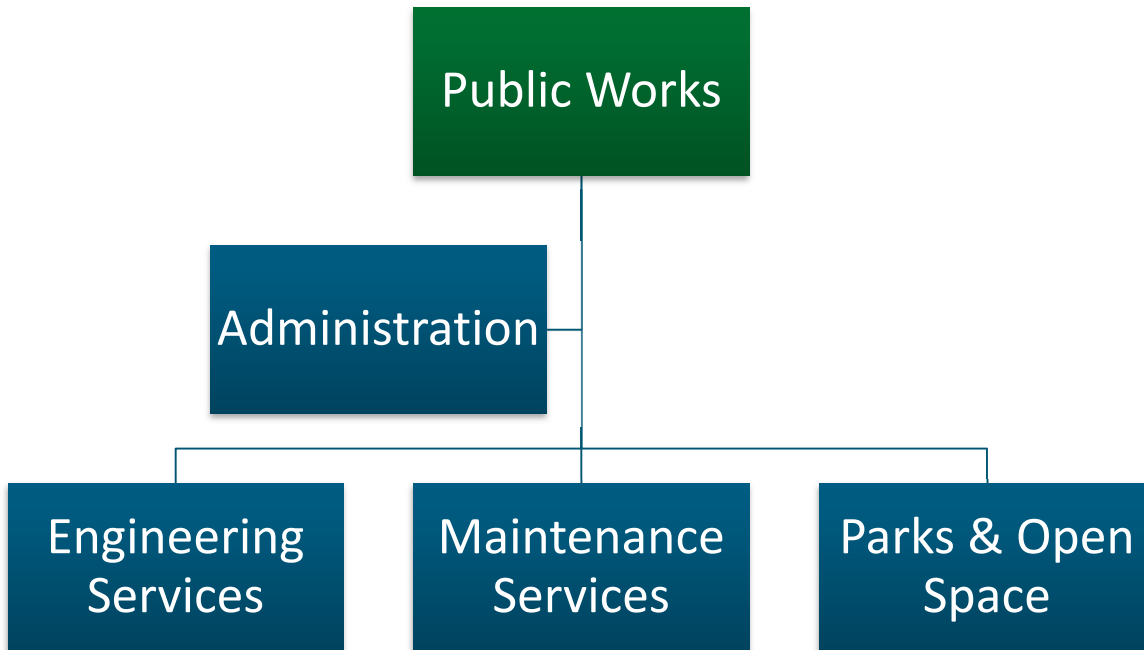 Public Works
Administration
Engineering
Services
Maintenance
Services
Parks & Open
Space